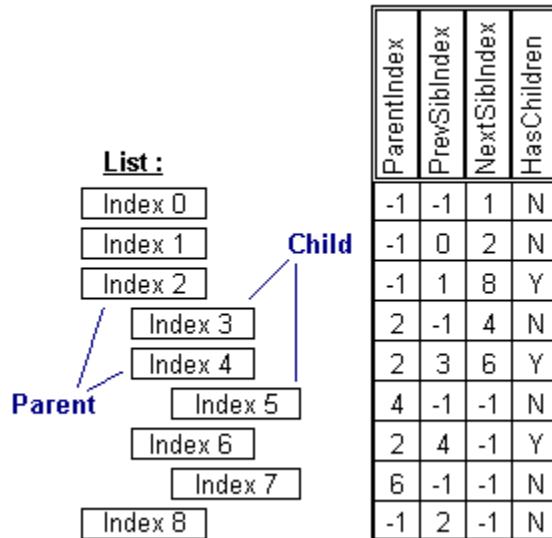 ParentIndex PrevSibIndex NextSibIndex HasChildren
List :
Index 0 -1 -1 1 N
Index 1 Child -1 0 2 N
Index 2 -1 1 8 Y
Index 3 2 -1 4 N
Index 4 2 3 6 Y
Parent Index 5 4 -1 -1 N
Index 6 2 4 -1 Y
Index 7 6 -1 -1 N
Index 8 -1 2 -1 N